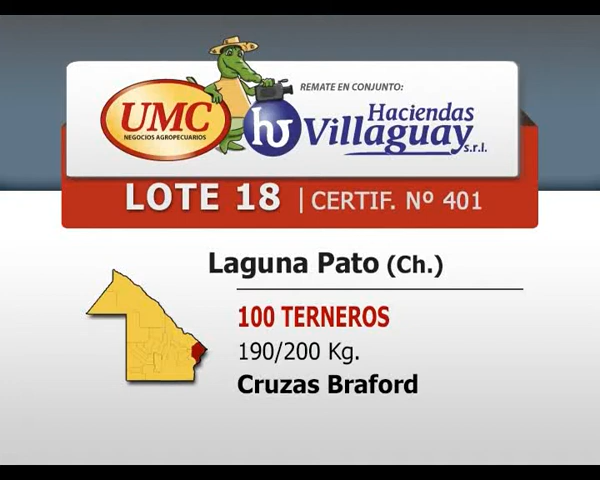 REMATE EN CONJUNTO:
UMC
NEGOCIOS AGROPECUARIOS
hv
Haciendas
Villaguay s.r.l.
LOTE 18 | CERTIF. Nº 401
Laguna Pato (Ch.)
100 TERNEROS
190/200 Kg.
Cruzas Braford